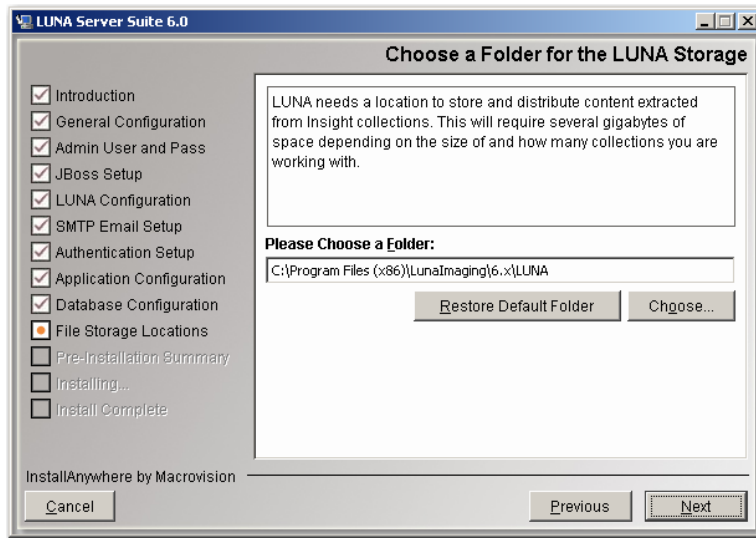 LUNA Server Suite 6.0
Choose a Folder for the LUNA Storage
Introduction
General Configuration
Admin User and Pass
JBoss Setup
LUNA Configuration
SMTP Email Setup
Authentication Setup
Application Configuration
Database Configuration
File Storage Locations
Pre-Installation Summary
Installing...
Install Complete
LUNA needs a location to store and distribute content extracted
from Insight collections. This will require several gigabytes of
space depending on the size of and how many collections you are
working with.
Please Choose a Folder:
C:\Program Files (x86)\LunaImaging\6.x\LUNA
Restore Default Folder
Choose...
InstallAnywhere by Macrovision
Cancel
Previous
Next